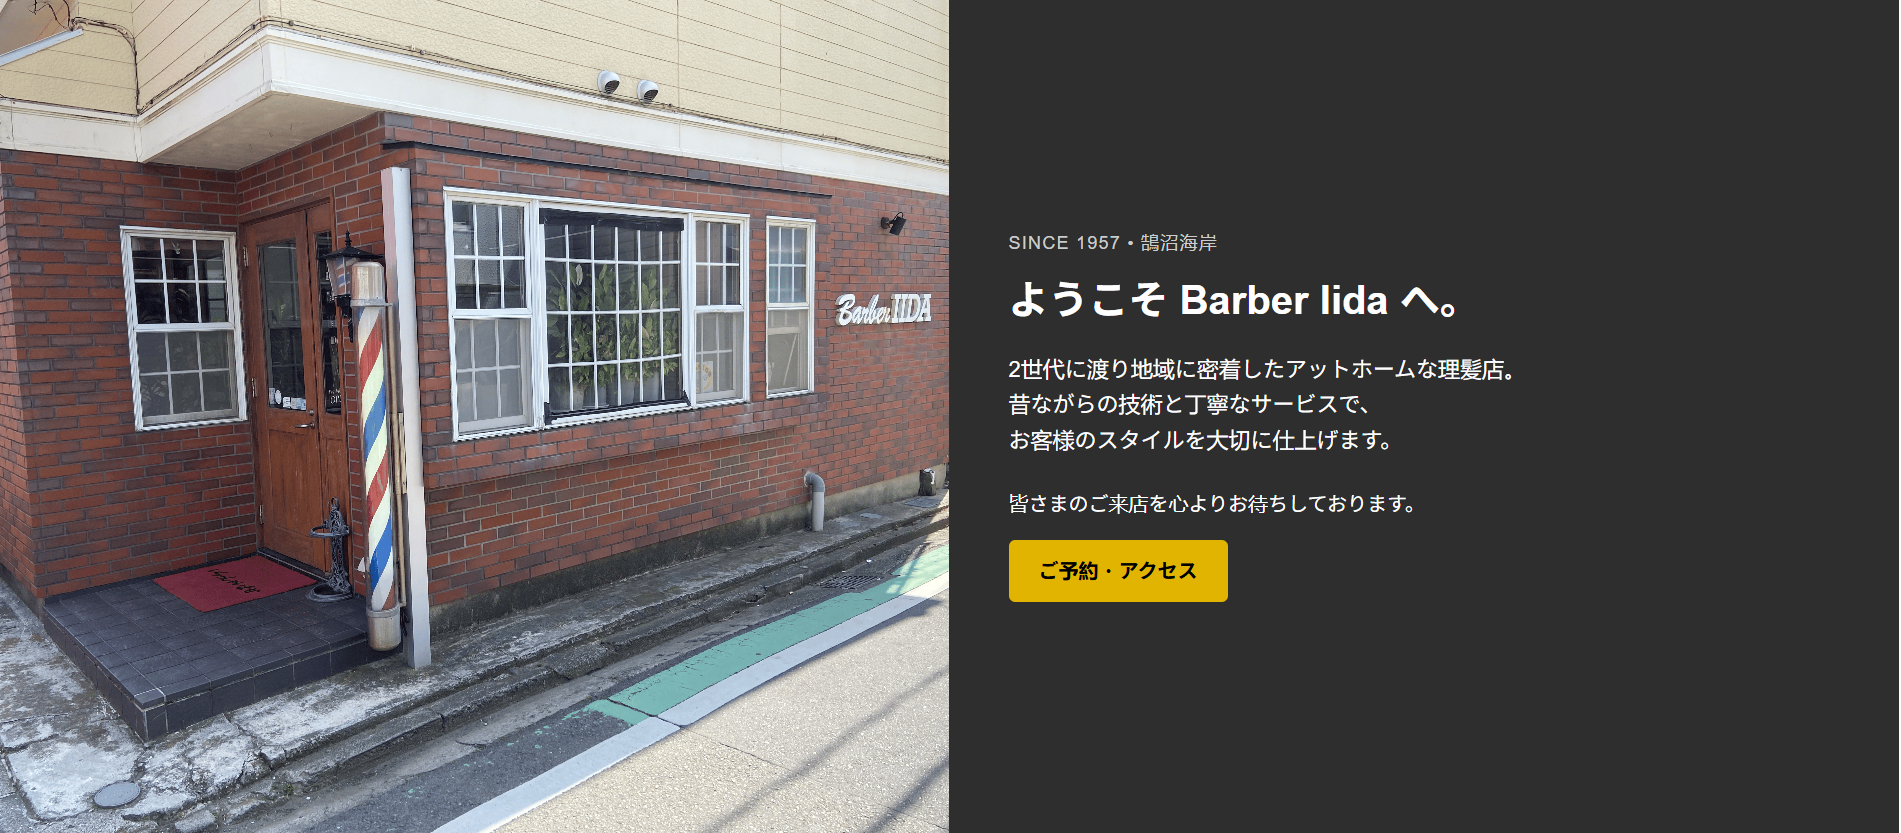 Barber IIDA
SINCE 1957 • 鵠沼海岸
ようこそ Barber Iida へ。
2世代に渡り地域に密着したアットホームな理髪店。
昔ながらの技術と丁寧なサービスで、
お客様のスタイルを大切に仕上げます。
皆さまのご来店を心よりお待ちしております。
ご予約・アクセス